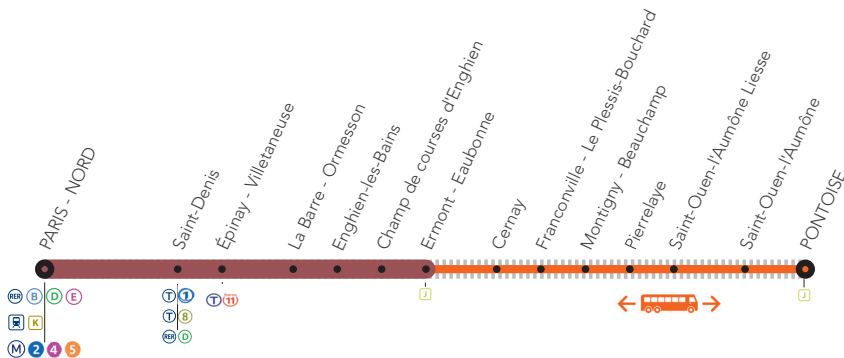 PARIS - NORD
Saint-Denis
Épinay - Villetaneuse
La Barre - Ormesson
Enghien-les-Bains
Champ de courses d'Enghien
Ermont - Eaubonne
Cernay
Franconville - Le Plessis-Bouchard
Montigny - Beauchamp
Pierrelaye
Saint-Ouen-l'Aumône Liesse
Saint-Ouen-l'Aumône
PONTOISE
RER B D E
K
M 2 4 5
T 1
T 8
RER D
T 11
J
J